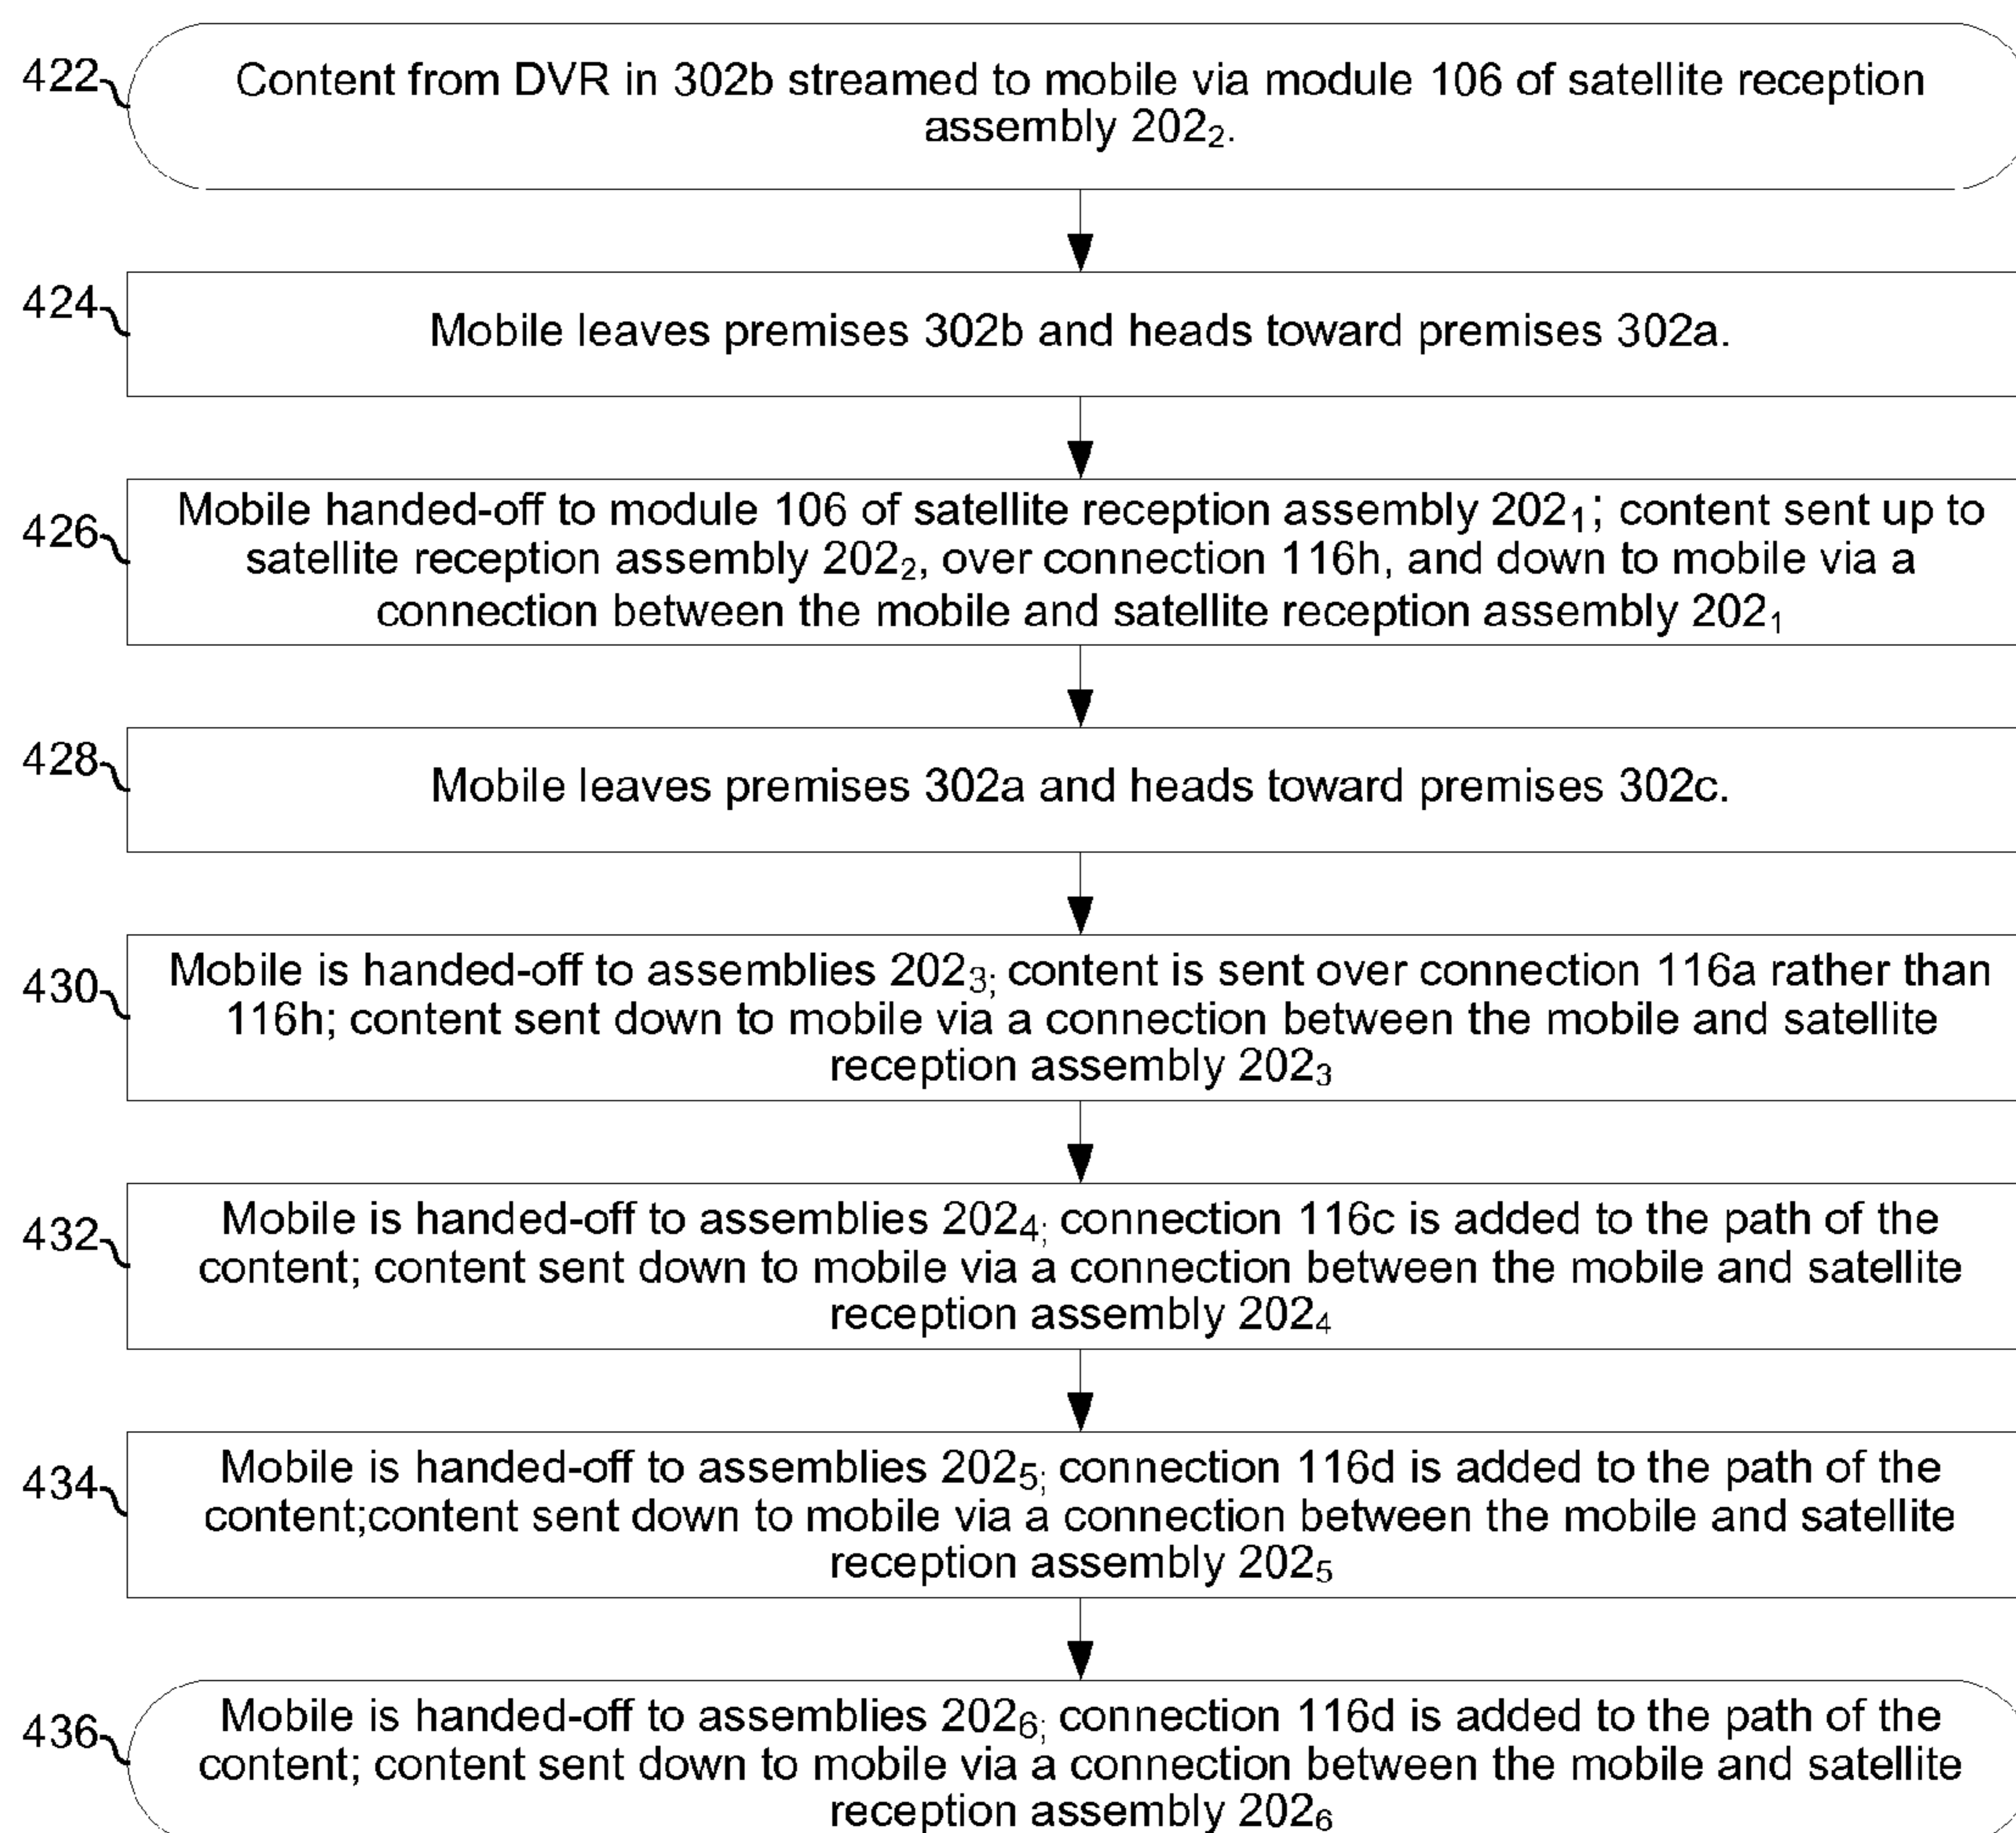 422
Content from DVR in 302b streamed to mobile via module 106 of satellite reception
assembly 202₂.
424
Mobile leaves premises 302b and heads toward premises 302a.
426
Mobile handed-off to module 106 of satellite reception assembly 202₁; content sent up to
satellite reception assembly 202₂, over connection 116h, and down to mobile via a
connection between the mobile and satellite reception assembly 202₁
428
Mobile leaves premises 302a and heads toward premises 302c.
430
Mobile is handed-off to assemblies 202₃; content is sent over connection 116a rather than
116h; content sent down to mobile via a connection between the mobile and satellite
reception assembly 202₃
432
Mobile is handed-off to assemblies 202₄; connection 116c is added to the path of the
content; content sent down to mobile via a connection between the mobile and satellite
reception assembly 202₄
434
Mobile is handed-off to assemblies 202₅; connection 116d is added to the path of the
content;content sent down to mobile via a connection between the mobile and satellite
reception assembly 202₅
436
Mobile is handed-off to assemblies 202₆; connection 116d is added to the path of the
content; content sent down to mobile via a connection between the mobile and satellite
reception assembly 202₆